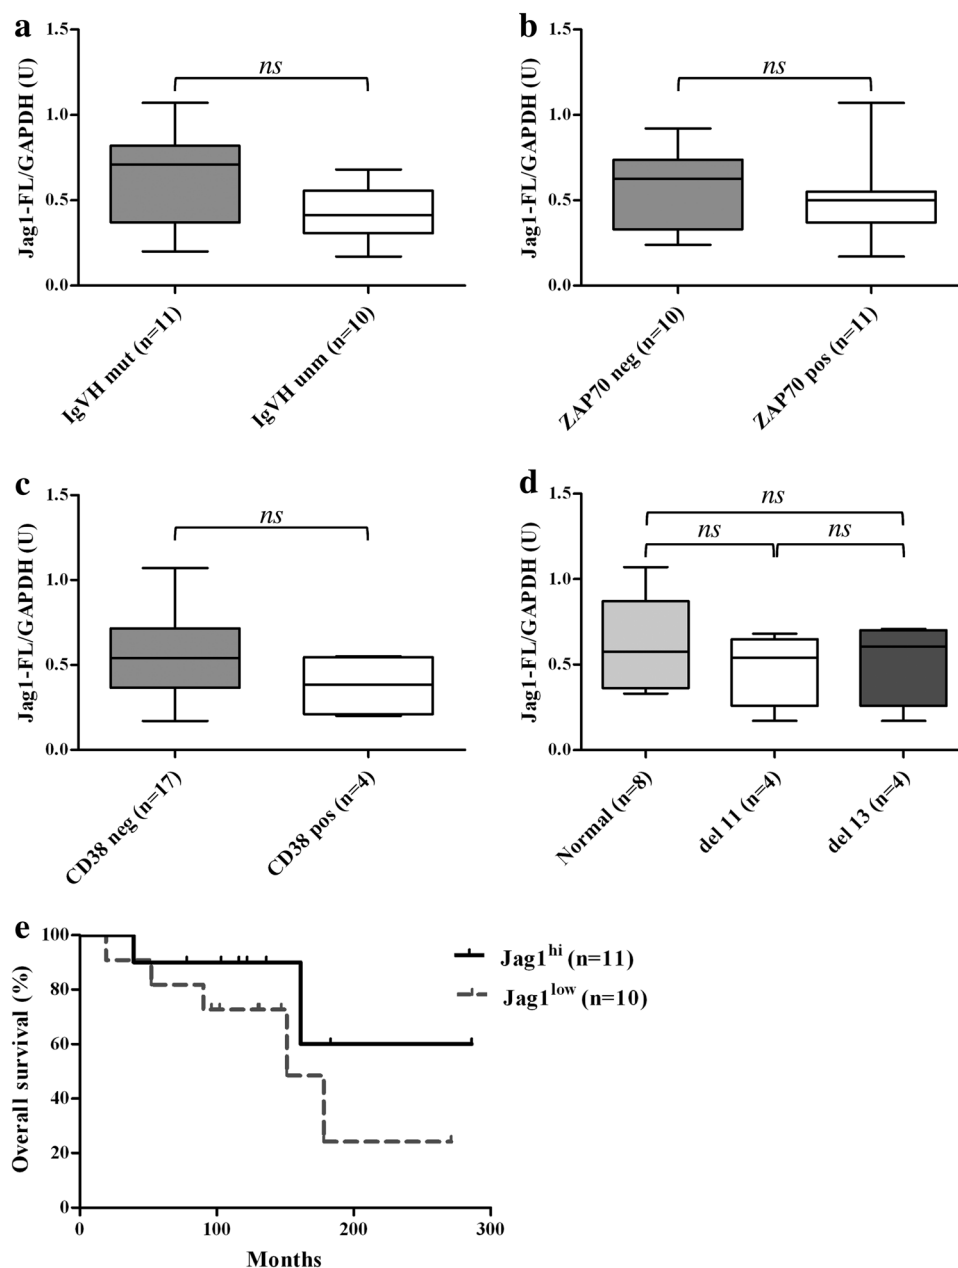 a
Jag1-FL/GAPDH (U)
1.5
1.0
0.5
0.0
ns
IgVH mut (n=11)
IgVH unm (n=10)
b
Jag1-FL/GAPDH (U)
1.5
1.0
0.5
0.0
ns
ZAP70 neg (n=10)
ZAP70 pos (n=11)
c
Jag1-FL/GAPDH (U)
1.5
1.0
0.5
0.0
ns
CD38 neg (n=17)
CD38 pos (n=4)
d
Jag1-FL/GAPDH (U)
1.5
1.0
0.5
0.0
ns
ns
ns
Normal (n=8)
del 11 (n=4)
del 13 (n=4)
e
Overall survival (%)
100
80
60
40
20
0
0
100
200
300
Months
Jag1hi (n=11)
Jag1low (n=10)